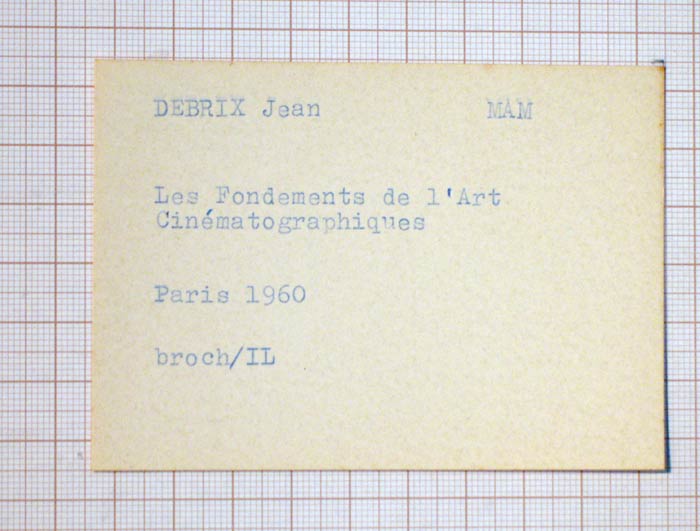 DEBRIX Jean MAM
Les Fondements de l'Art
Cinématographiques
Paris 1960
broch/IL